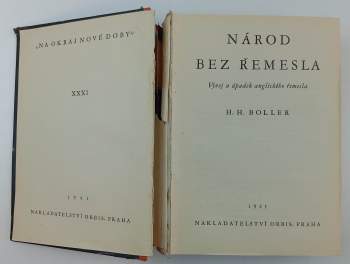 „NA OKRAJ NOVÉ DOBY“
XXXI
1941
NAKLADATELSTVÍ ORBIS, PRAHA
NÁROD
BEZ ŘEMESLA
Vývoj a úpadek anglického řemesla
H. H. BOLLER
1941
NAKLADATELSTVÍ ORBIS, PRAHA